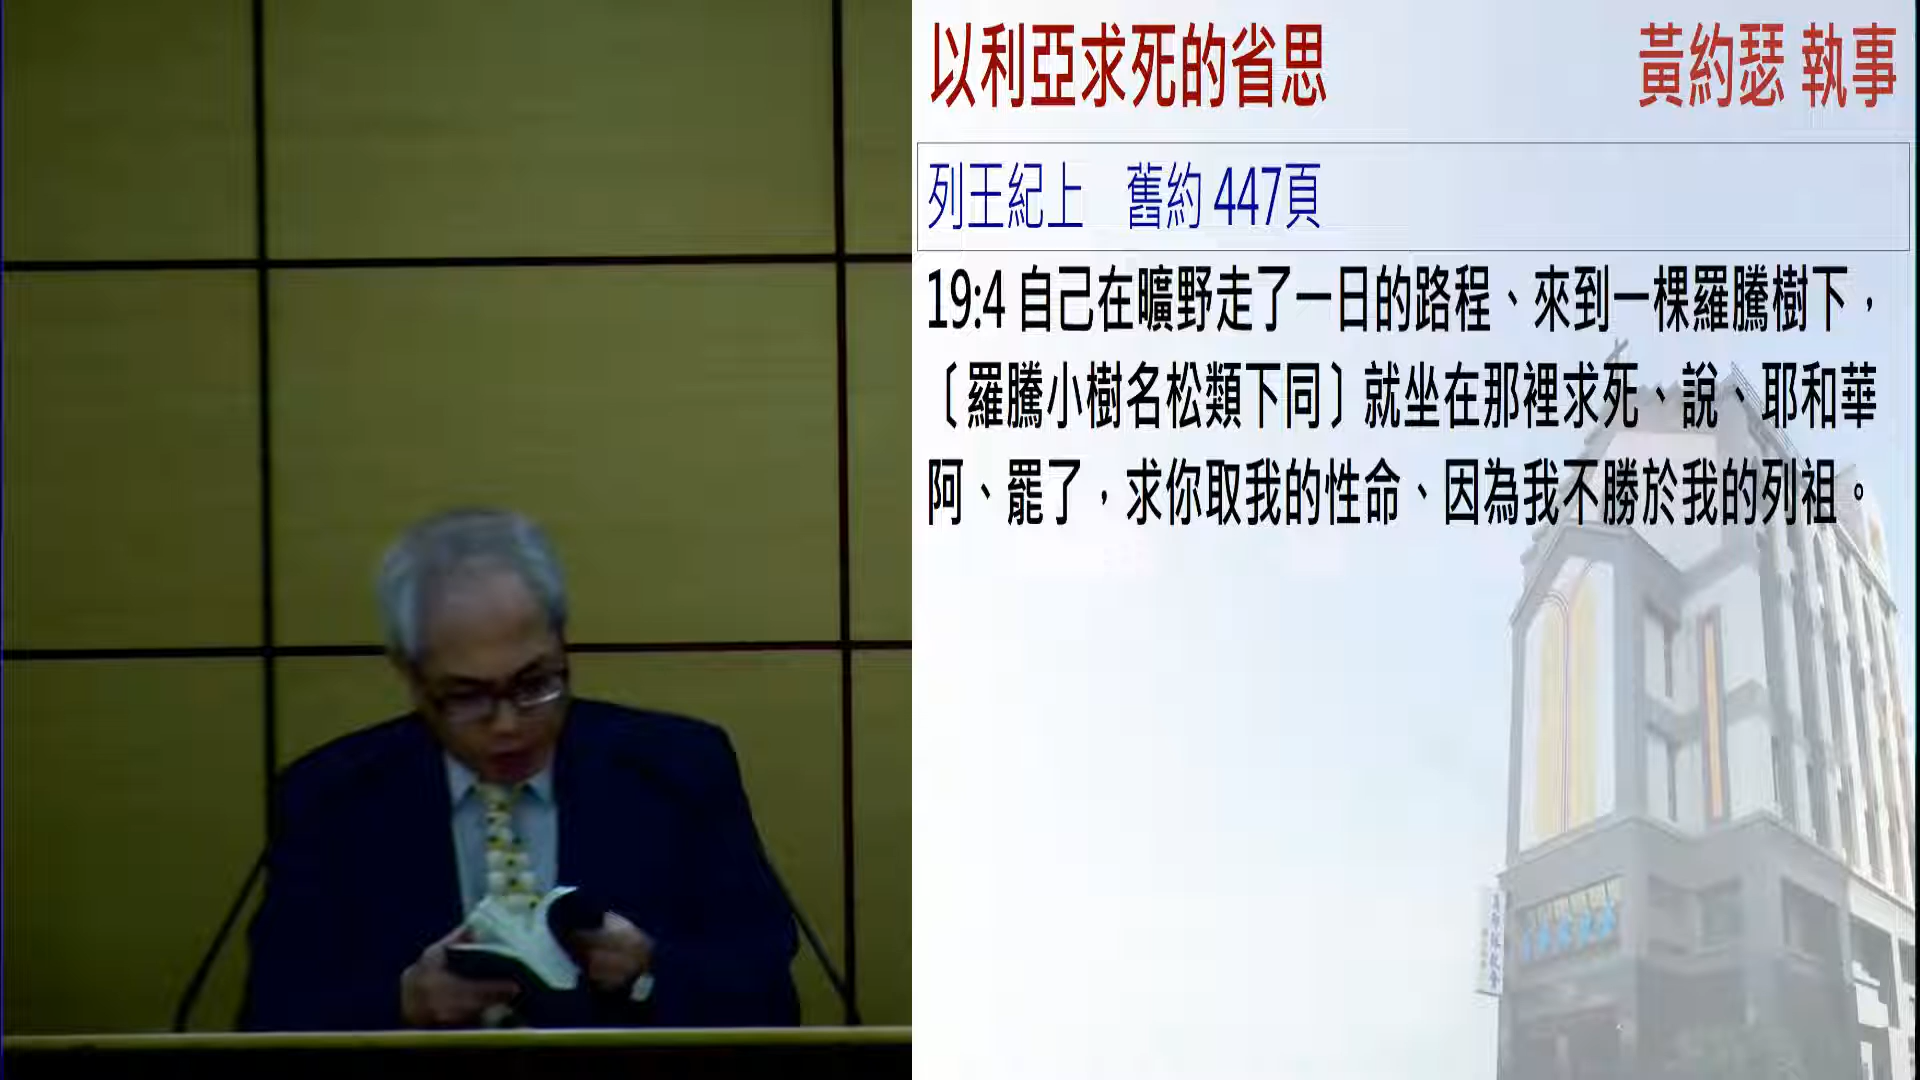 以利亞求死的省思
黃約瑟 執事
列王紀上 舊約 447頁
19:4 自己在曠野走了一日的路程、來到一棵羅騰樹下，
〔羅騰小樹名松類下同〕就坐在那裡求死、說、耶和華
阿、罷了，求你取我的性命、因為我不勝於我的列祖。